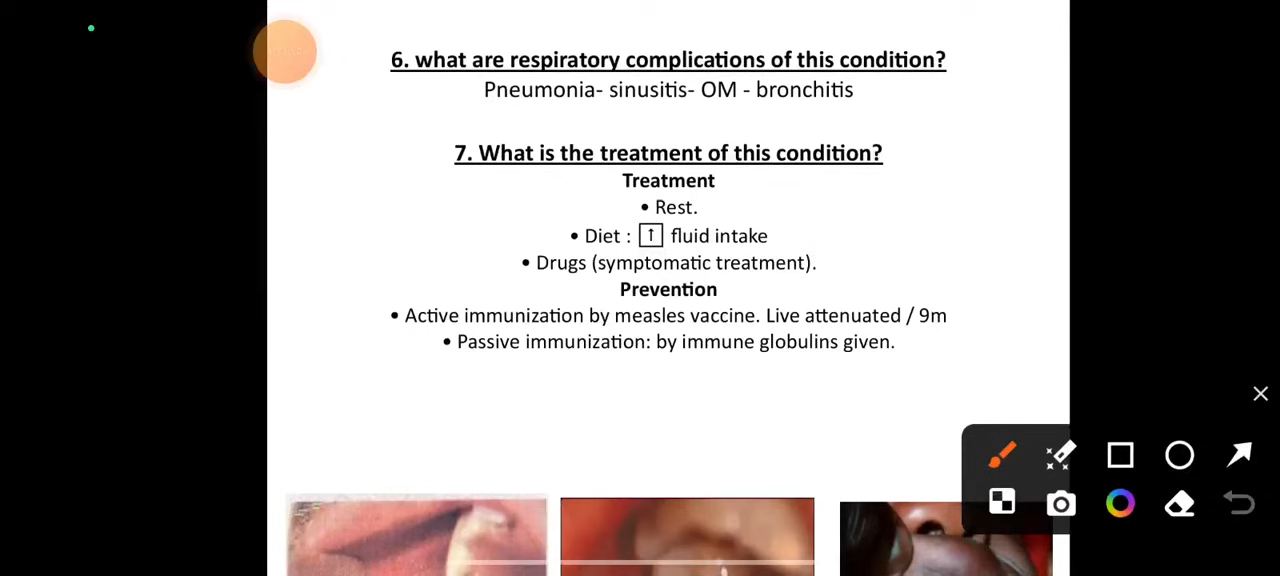 6. what are respiratory complications of this condition?
Pneumonia- sinusitis- OM - bronchitis
7. What is the treatment of this condition?
Treatment
• Rest.
• Diet : ↑ fluid intake
• Drugs (symptomatic treatment).
Prevention
• Active immunization by measles vaccine. Live attenuated / 9m
• Passive immunization: by immune globulins given.